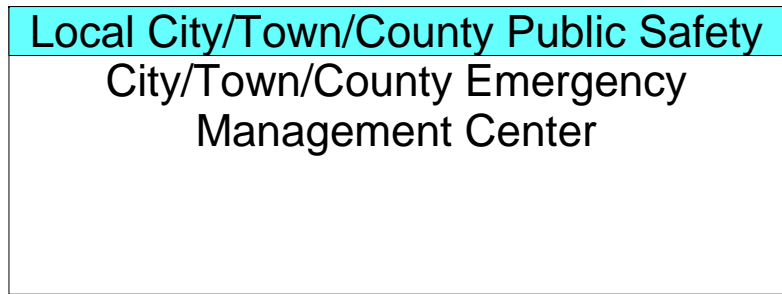 Local City/Town/County Public Safety
City/Town/County Emergency
Management Center